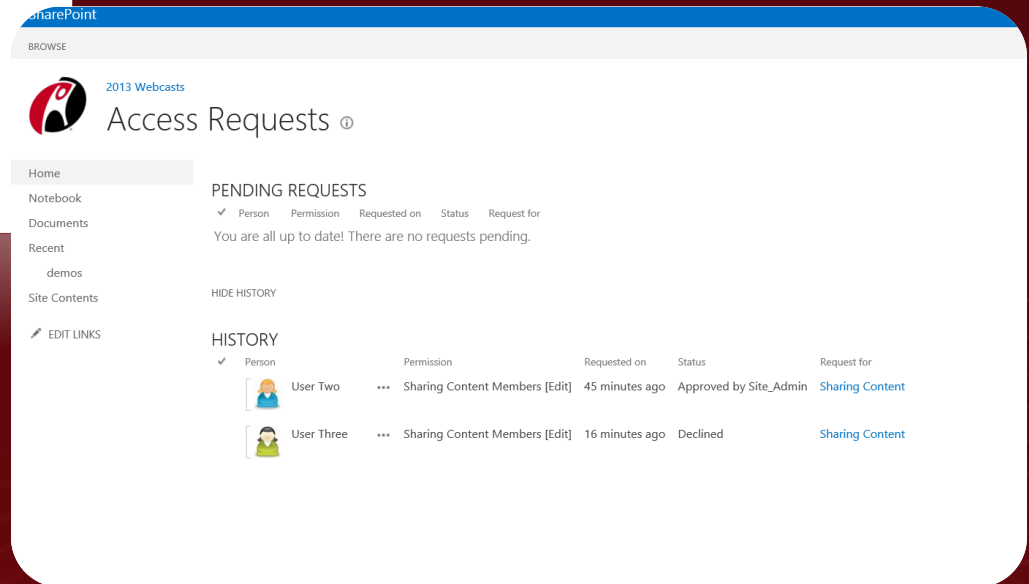 SharePoint
BROWSE
2013 Webcasts
Access Requests
Home
Notebook
Documents
Recent
demos
Site Contents
EDIT LINKS
PENDING REQUESTS
Person Permission Requested on Status Request for
You are all up to date! There are no requests pending.
HIDE HISTORY
HISTORY
Person Permission Requested on Status Request for
User Two ... Sharing Content Members [Edit] 45 minutes ago Approved by Site_Admin Sharing Content
User Three ... Sharing Content Members [Edit] 16 minutes ago Declined Sharing Content